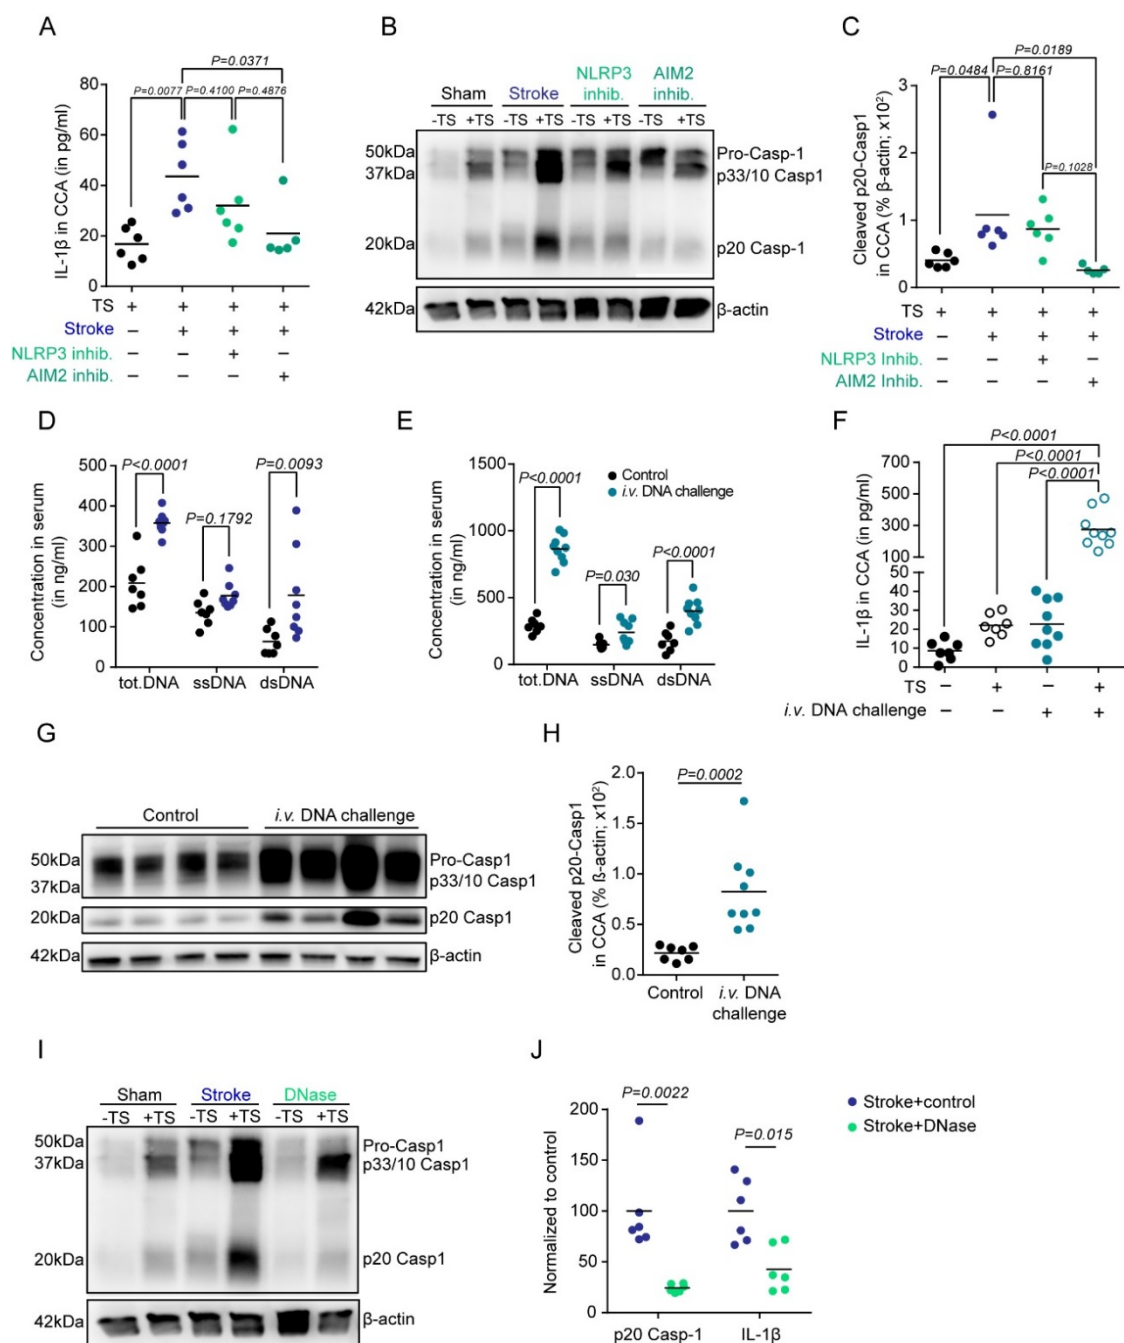 A
P=0.0371
P=0.0077
P=0.4100
P=0.4876
IL-1β in CCA (in pg/ml)
80
60
40
20
0
TS + + + +
Stroke – + + +
NLRP3 inhib. – – + –
AIM2 inhib. – – – +
B
Sham Stroke NLRP3 inhib. AIM2 inhib.
-TS +TS -TS +TS -TS +TS -TS +TS
50kDa Pro-Casp-1
37kDa p33/10 Casp1
20kDa p20 Casp-1
42kDa β-actin
C
P=0.0189
P=0.0484
P=0.8161
P=0.1028
Cleaved p20-Casp1
in CCA (% β-actin; x10²)
3
2
1
0
TS + + + +
Stroke – + + +
NLRP3 Inhib. – – + –
AIM2 Inhib. – – – +
D
P<0.0001
P=0.1792
P=0.0093
Concentration in serum
(in ng/ml)
500
400
300
200
100
0
tot.DNA ssDNA dsDNA
E
Control
i.v. DNA challenge
P<0.0001
P=0.030
P<0.0001
Concentration in serum
(in ng/ml)
1500
1000
500
0
tot.DNA ssDNA dsDNA
F
P<0.0001
P<0.0001
P<0.0001
IL-1β in CCA (in pg/ml)
700
500
300
100
50
40
30
20
10
0
TS – + – +
i.v. DNA challenge – – + +
G
Control i.v. DNA challenge
50kDa Pro-Casp1
37kDa p33/10 Casp1
20kDa p20 Casp1
42kDa β-actin
H
P=0.0002
Cleaved p20-Casp1
in CCA (% ß-actin; x10²)
2.0
1.5
1.0
0.5
0.0
Control i.v. DNA
challenge
I
Sham Stroke DNase
-TS +TS -TS +TS -TS +TS
50kDa Pro-Casp1
37kDa p33/10 Casp1
20kDa p20 Casp1
42kDa β-actin
J
P=0.0022
P=0.015
Stroke+control
Stroke+DNase
Normalized to control
200
150
100
50
0
p20 Casp-1 IL-1β